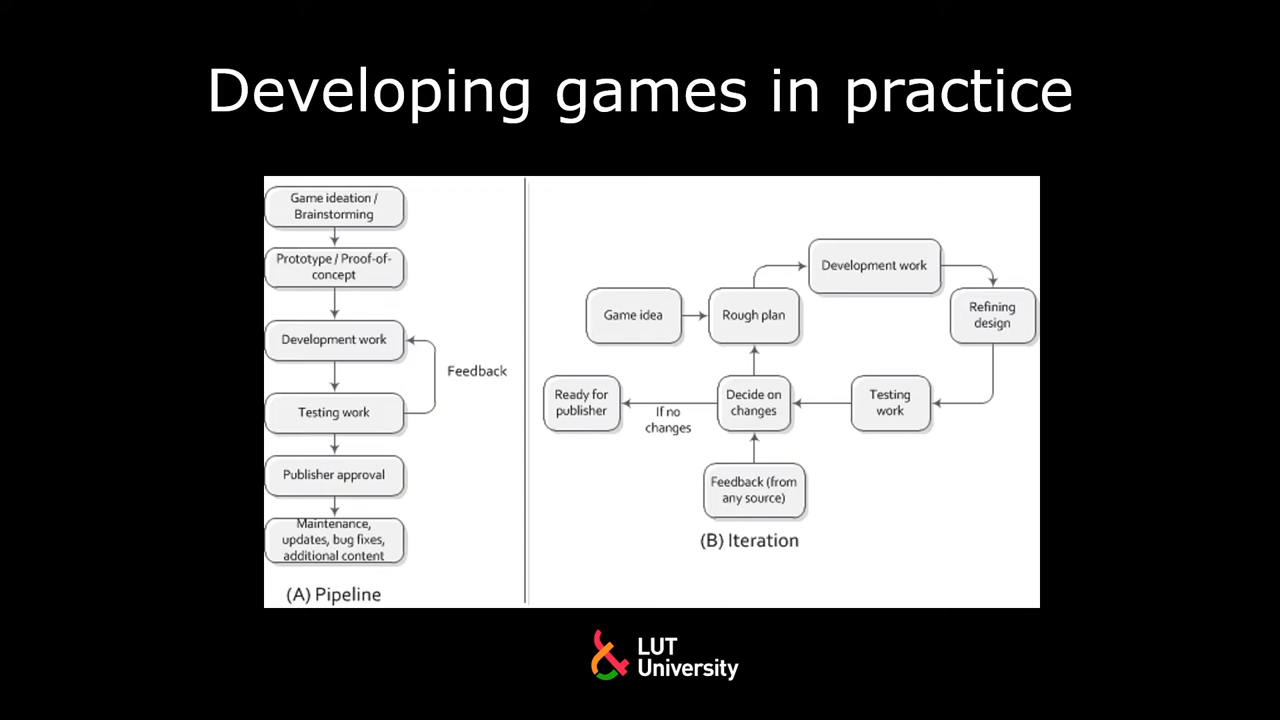 Developing games in practice
Game ideation /
Brainstorming
Prototype / Proof-of-
concept
Development work
Feedback
Testing work
Publisher approval
Maintenance,
updates, bug fixes,
additional content
(A) Pipeline
Development work
Game idea
Rough plan
Refining
design
Ready for
publisher
If no
changes
Decide on
changes
Testing
work
Feedback (from
any source)
(B) Iteration
LUT
University